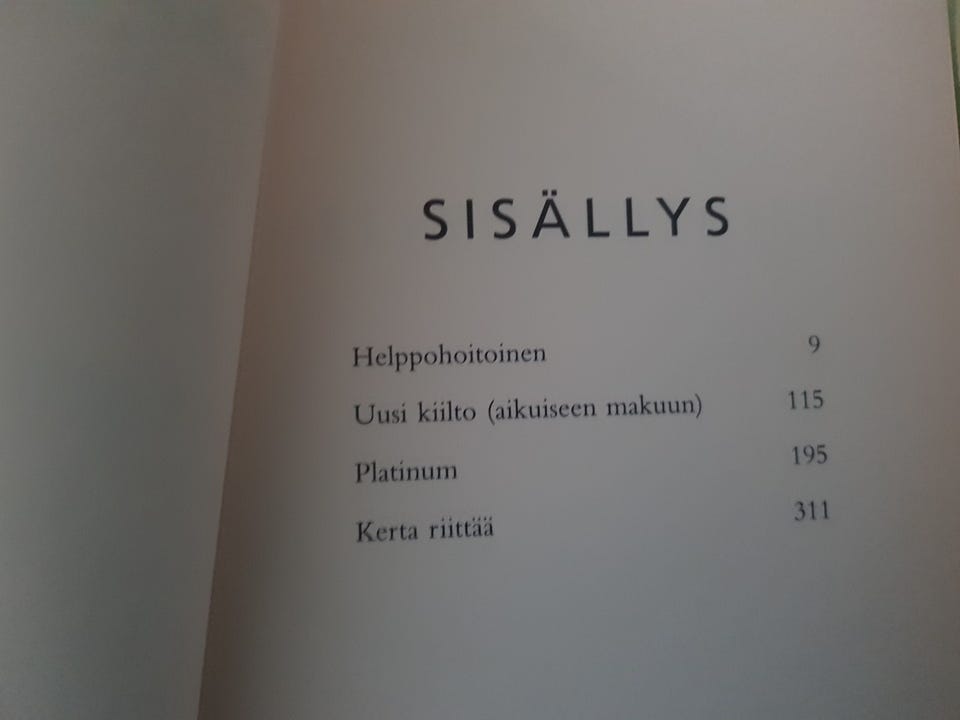 SISÄLLYS
Helppohoitoinen 9
Uusi kiilto (aikuiseen makuun) 115
Platinum 195
Kerta riittää 311